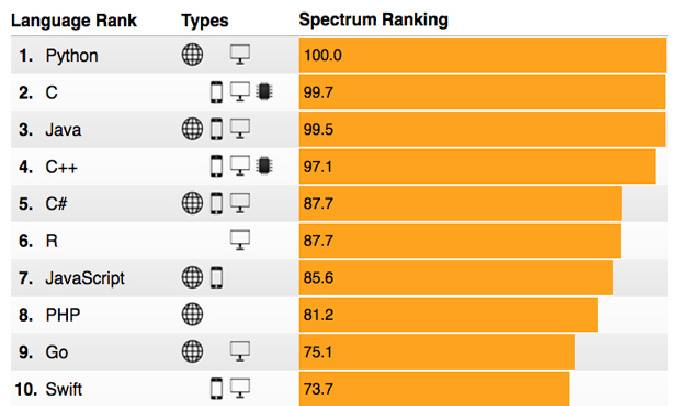 Language Rank Types Spectrum Ranking
1. Python 100.0
2. C 99.7
3. Java 99.5
4. C++ 97.1
5. C# 87.7
6. R 87.7
7. JavaScript 85.6
8. PHP 81.2
9. Go 75.1
10. Swift 73.7